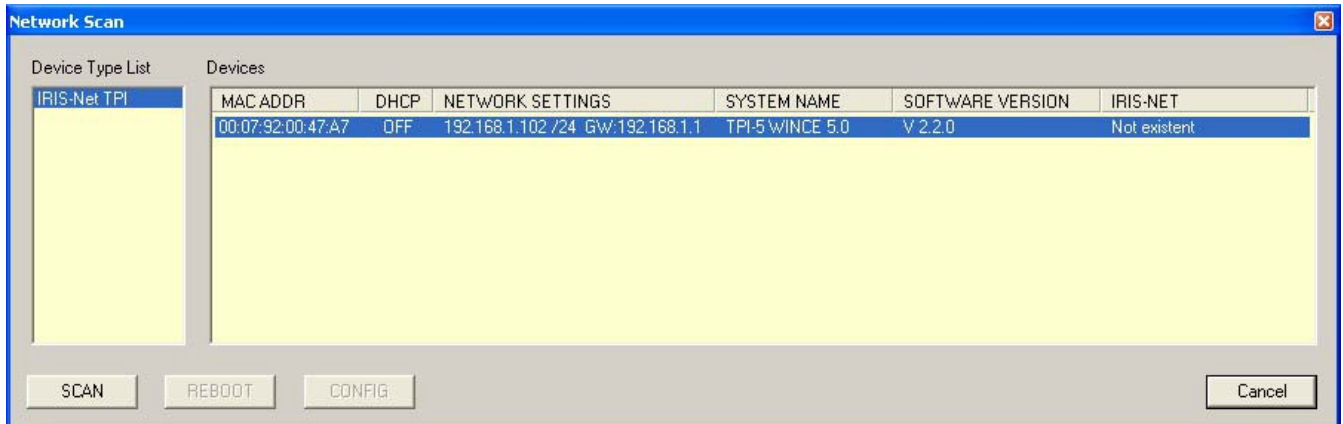 Network Scan
Device Type List Devices
IRIS-Net TPI
MAC ADDR DHCP NETWORK SETTINGS SYSTEM NAME SOFTWARE VERSION IRIS-NET
00:07:92:00:47:A7 OFF 192.168.1.102 /24 GW:192.168.1.1 TPI-5 WINCE 5.0 V 2.2.0 Not existent
SCAN REBOOT CONFIG Cancel